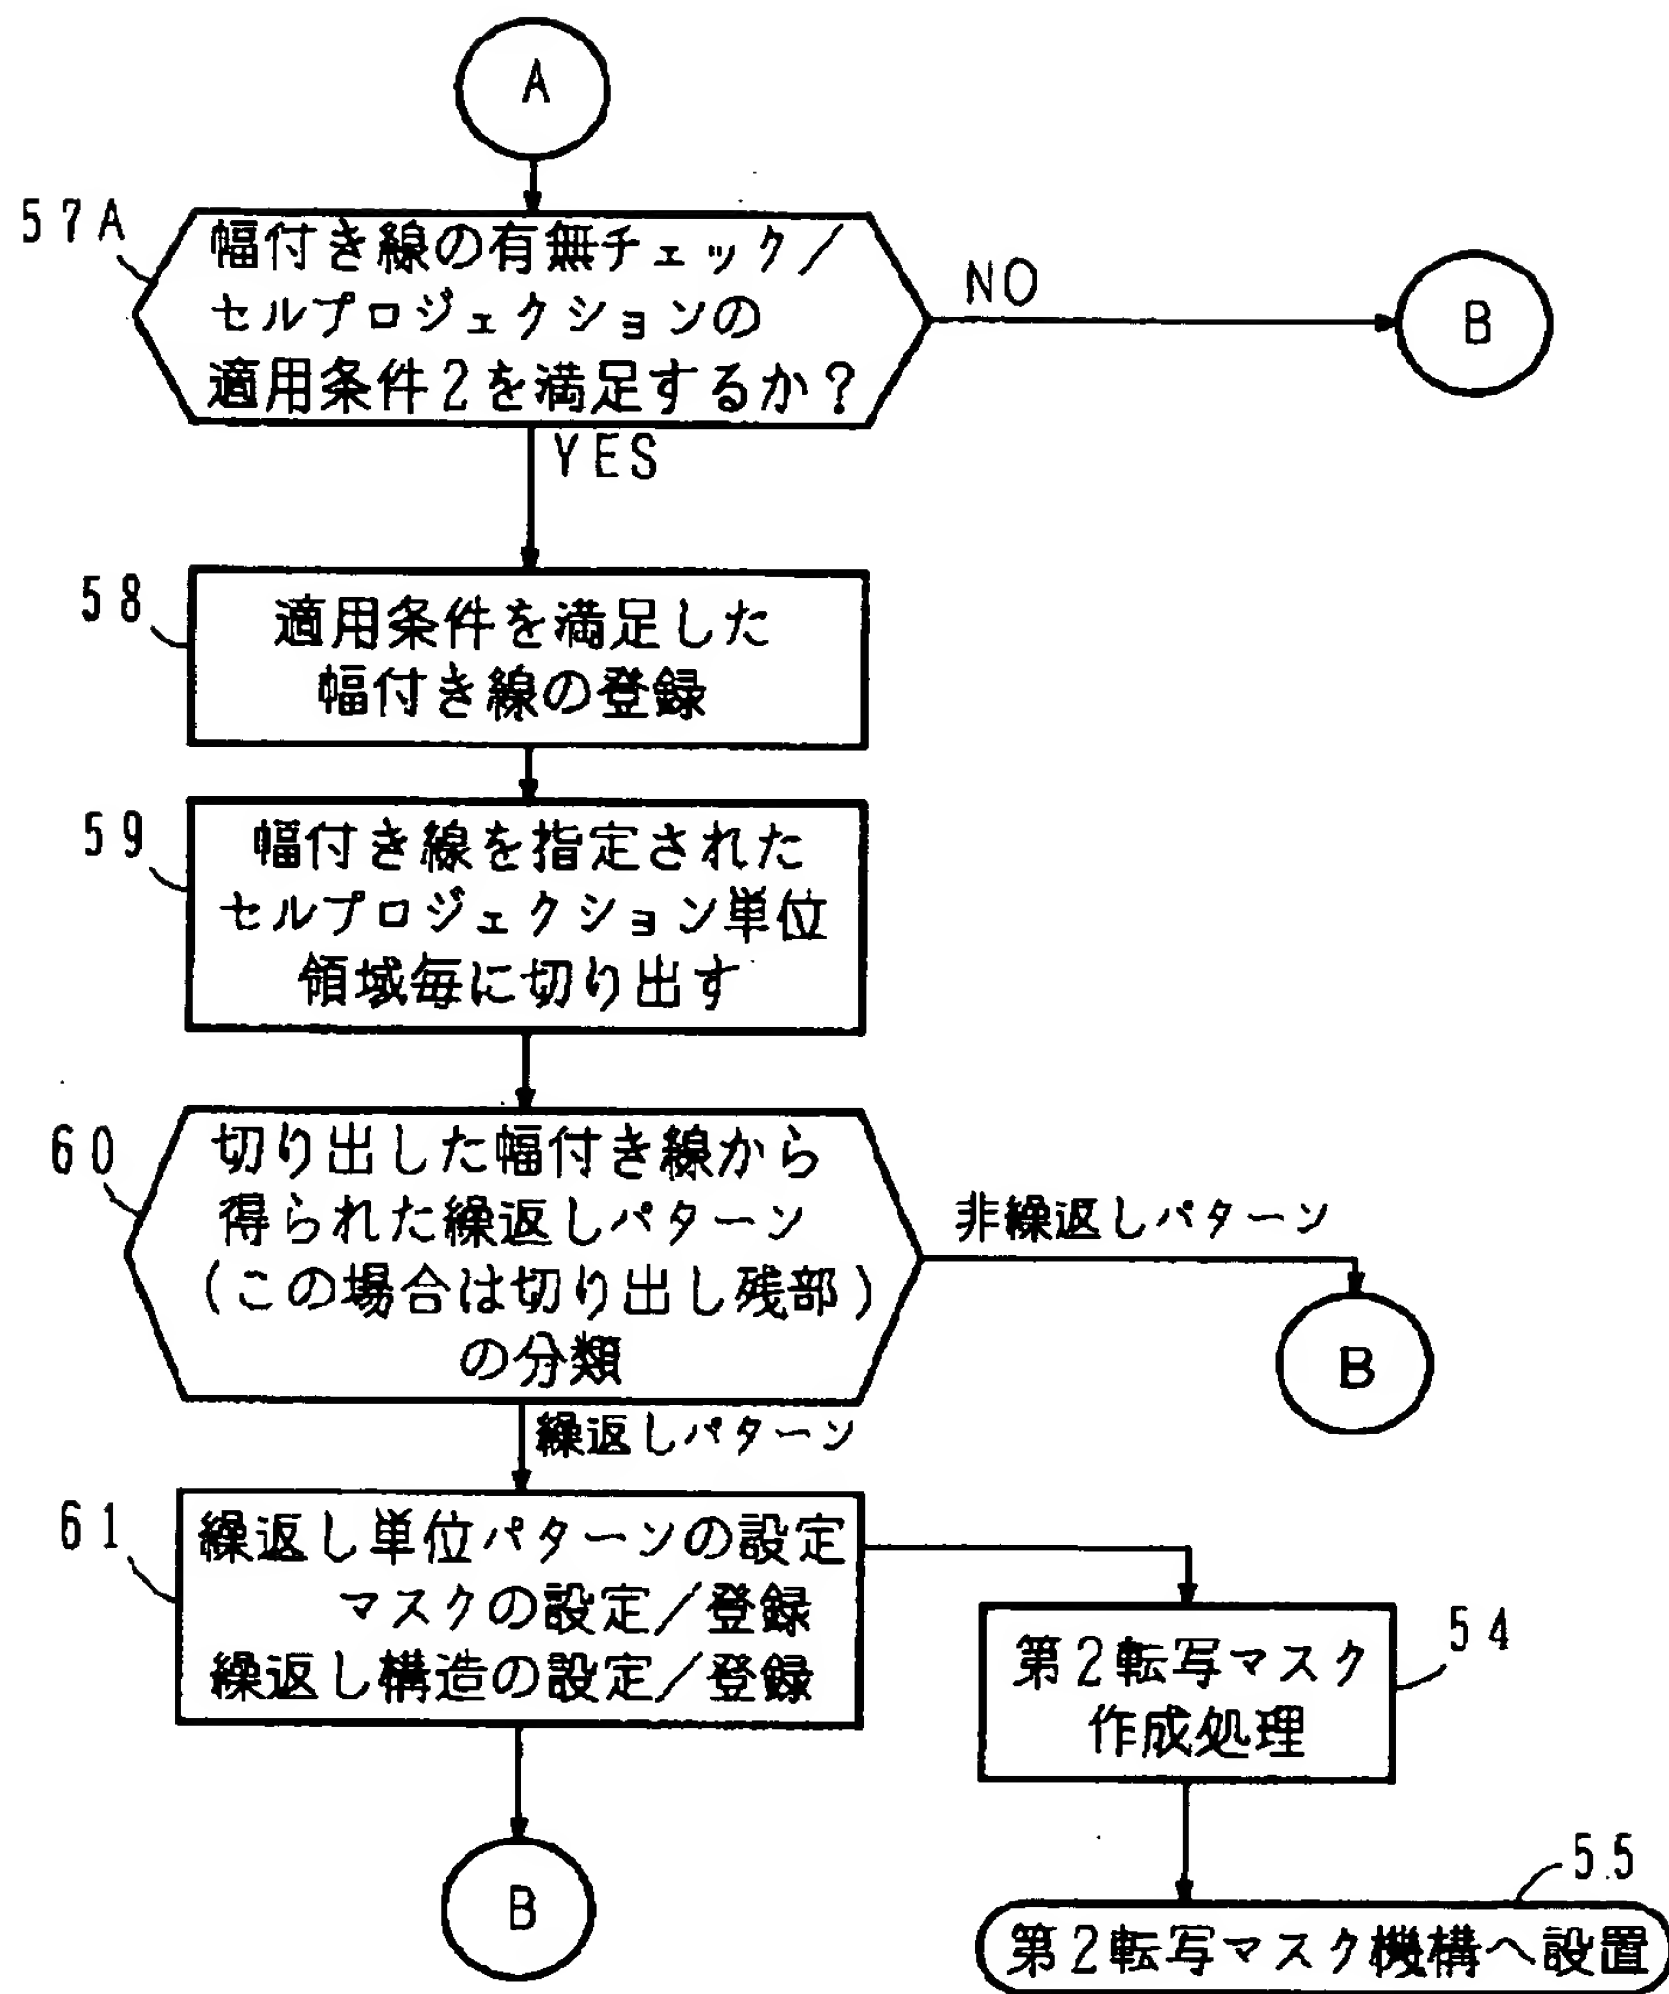 A
57A
幅付き線の有無チェック／
セルプロジェクションの
適用条件2を満足するか？
NO
B
YES
58
適用条件を満足した
幅付き線の登録
59
幅付き線を指定された
セルプロジェクション単位
領域毎に切り出す
60
切り出した幅付き線から
得られた繰返しパターン
(この場合は切り出し残部)
の分類
非繰返しパターン
B
繰返しパターン
61
繰返し単位パターンの設定
マスクの設定／登録
繰返し構造の設定／登録
54
第2転写マスク
作成処理
B
55
第2転写マスク機構へ設置